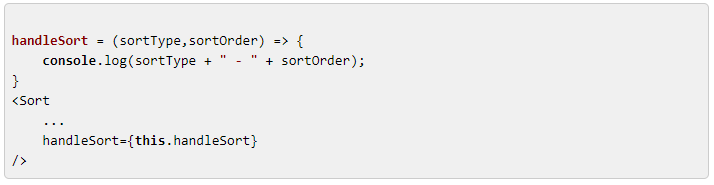 handleSort = (sortType,sortOrder) => {
    console.log(sortType + " - " + sortOrder);
}
<Sort
    ...
    handleSort={this.handleSort}
/>